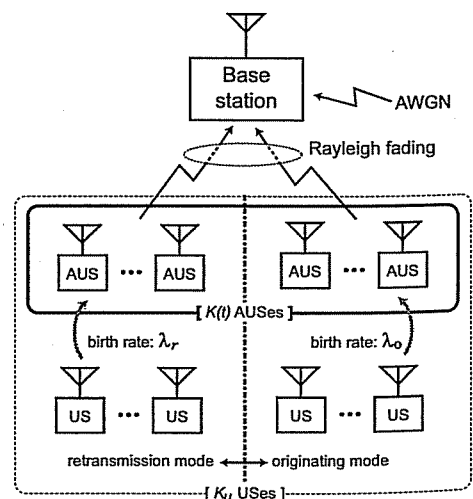 Base
station
AWGN
Rayleigh fading
AUS ••• AUS AUS ••• AUS
[ K(t) AUSes ]
birth rate: λr birth rate: λo
US ••• US US ••• US
retransmission mode originating mode
[ Ku USes ]